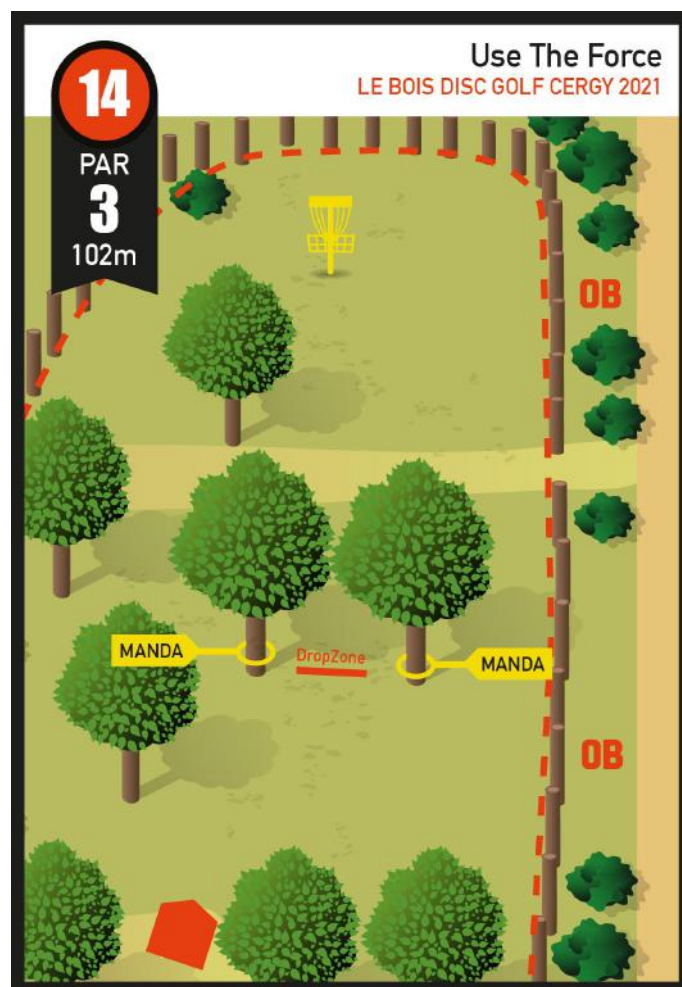 Use The Force
LE BOIS DISC GOLF CERGY 2021
14
PAR
3
102m
OB
MANDA
DropZone
MANDA
OB